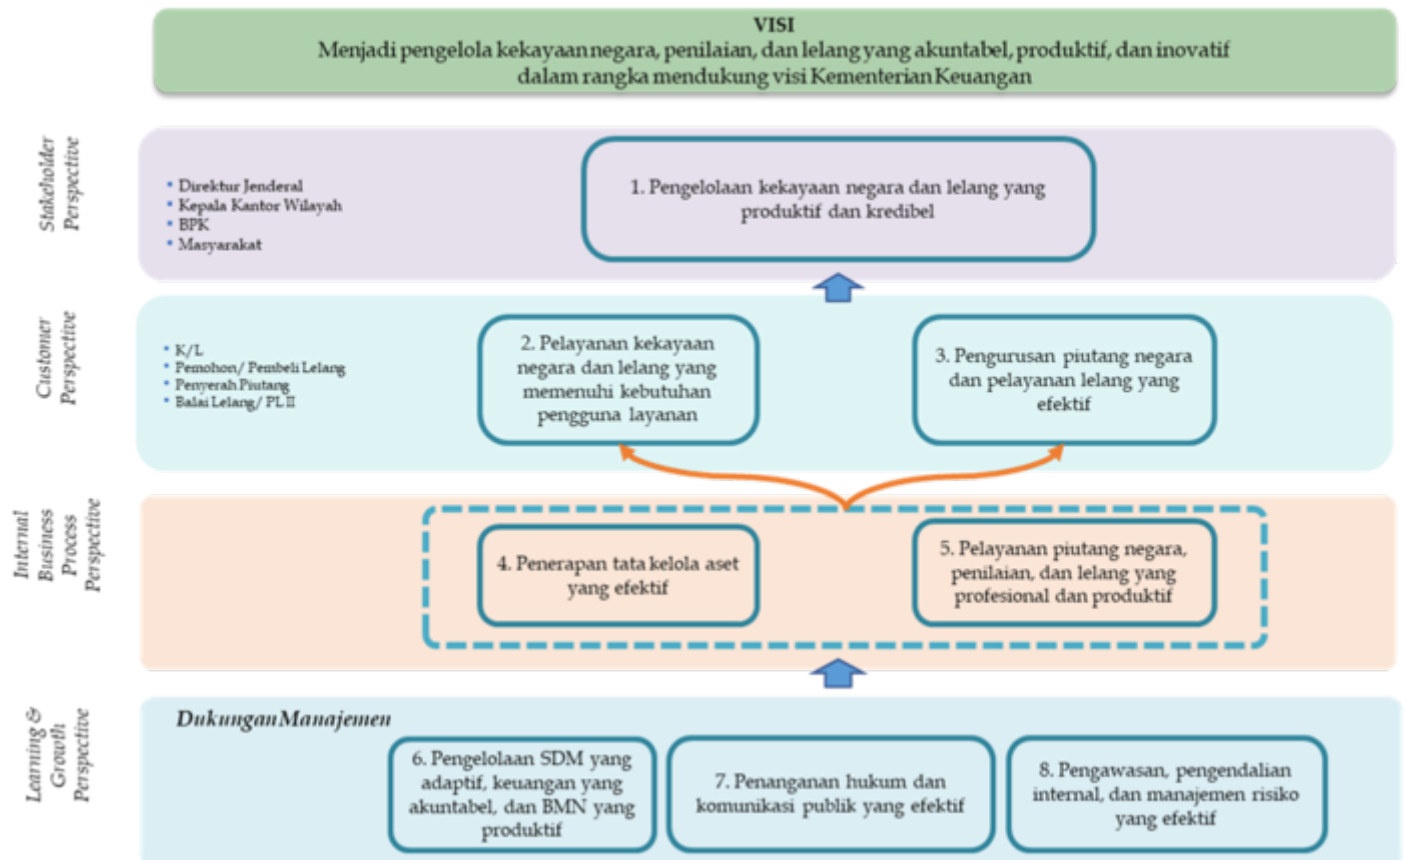 VISI
Menjadi pengelola kekayaan negara, penilaian, dan lelang yang akuntabel, produktif, dan inovatif
dalam rangka mendukung visi Kementerian Keuangan
Stakeholder
Perspective
• Direktur Jenderal
• Kepala Kantor Wilayah
• BPK
• Masyarakat
1. Pengelolaan kekayaan negara dan lelang yang
produktif dan kredibel
Customer
Perspective
• K/L
• Pemohon/ Pembeli Lelang
• Penyerah Piutang
• Balai Lelang/ PL II
2. Pelayanan kekayaan
negara dan lelang yang
memenuhi kebutuhan
pengguna layanan
3. Pengurusan piutang negara
dan pelayanan lelang yang
efektif
Internal
Business
Process
Perspective
4. Penerapan tata kelola aset
yang efektif
5. Pelayanan piutang negara,
penilaian, dan lelang yang
profesional dan produktif
Learning &
Growth
Perspective
Dukungan Manajemen
6. Pengelolaan SDM yang
adaptif, keuangan yang
akuntabel, dan BMN yang
produktif
7. Penanganan hukum dan
komunikasi publik yang efektif
8. Pengawasan, pengendalian
internal, dan manajemen risiko
yang efektif